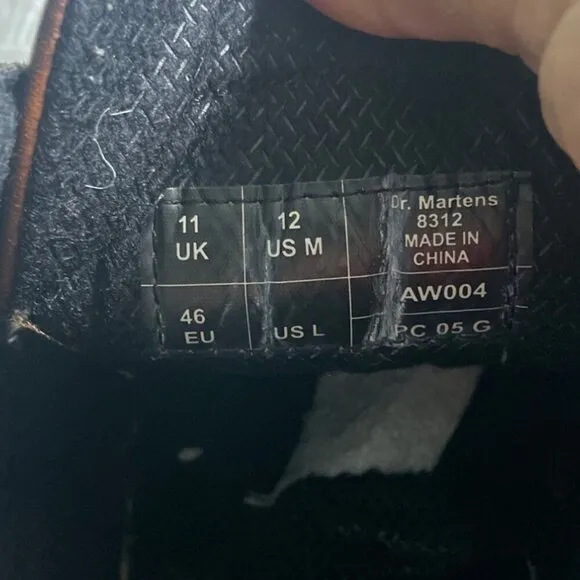 11
UK
12
US M
Dr. Martens
8312
MADE IN
CHINA
46
EU
US L
AW004
PC 05 G